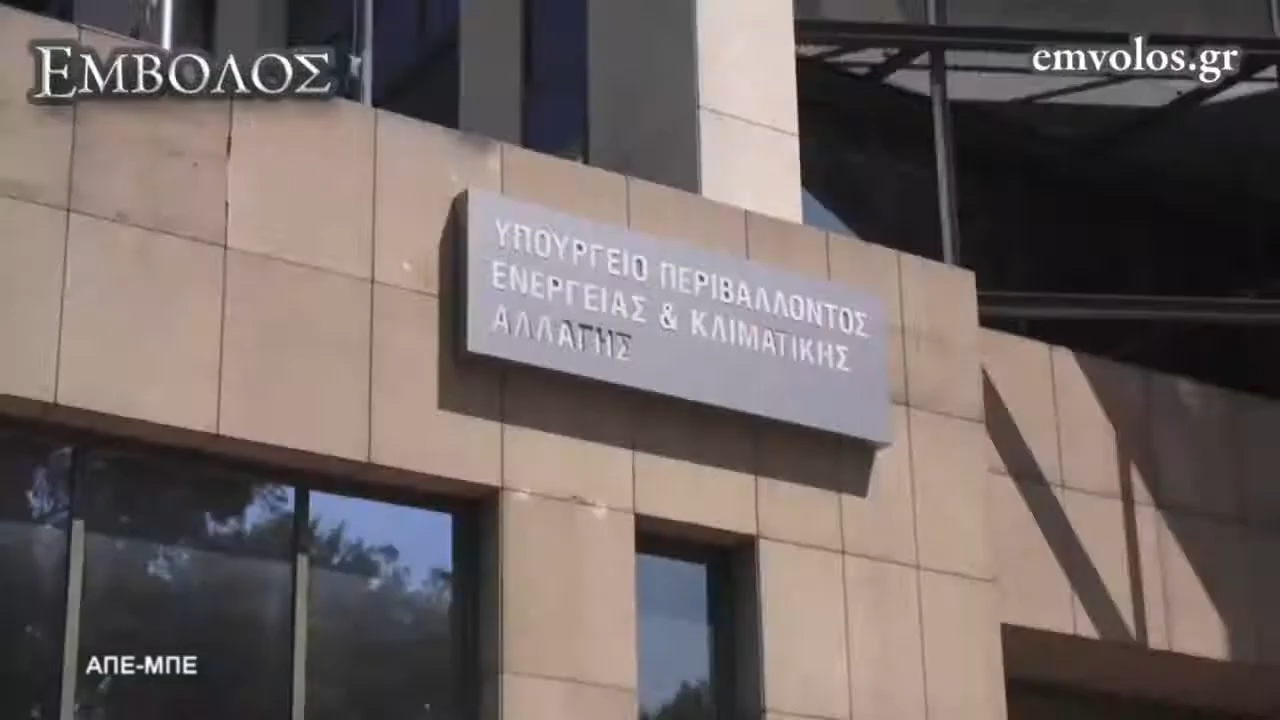 ΕΜΒΟΛΟΣ
emvolos.gr
ΥΠΟΥΡΓΕΙΟ ΠΕΡΙΒΑΛΛΟΝΤΟΣ
ΕΝΕΡΓΕΙΑΣ & ΚΛΙΜΑΤΙΚΗΣ
ΑΛΛΑΓΗΣ
ΑΠΕ-ΜΠΕ